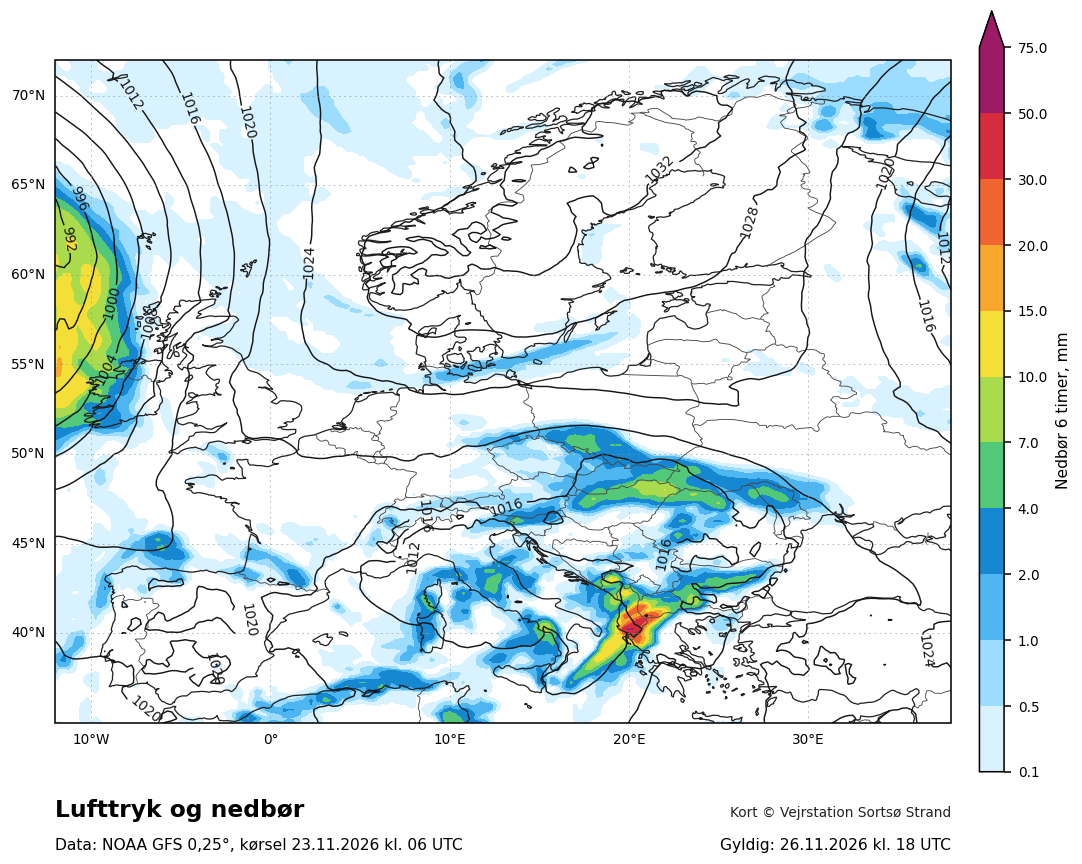 75.0
50.0
30.0
20.0
15.0
10.0
7.0
4.0
2.0
1.0
0.5
0.1
Nedbør 6 timer, mm
70°N
65°N
60°N
55°N
50°N
45°N
40°N
10°W
0°
10°E
20°E
30°E
1012
1016
1020
1024
1032
1028
1020
1012
1016
996
992
1000
1004
1008
1016
1016
1012
1016
1020
1020
1024
Lufttryk og nedbør
Kort © Vejrstation Sortsø Strand
Data: NOAA GFS 0,25°, kørsel 23.11.2026 kl. 06 UTC
Gyldig: 26.11.2026 kl. 18 UTC